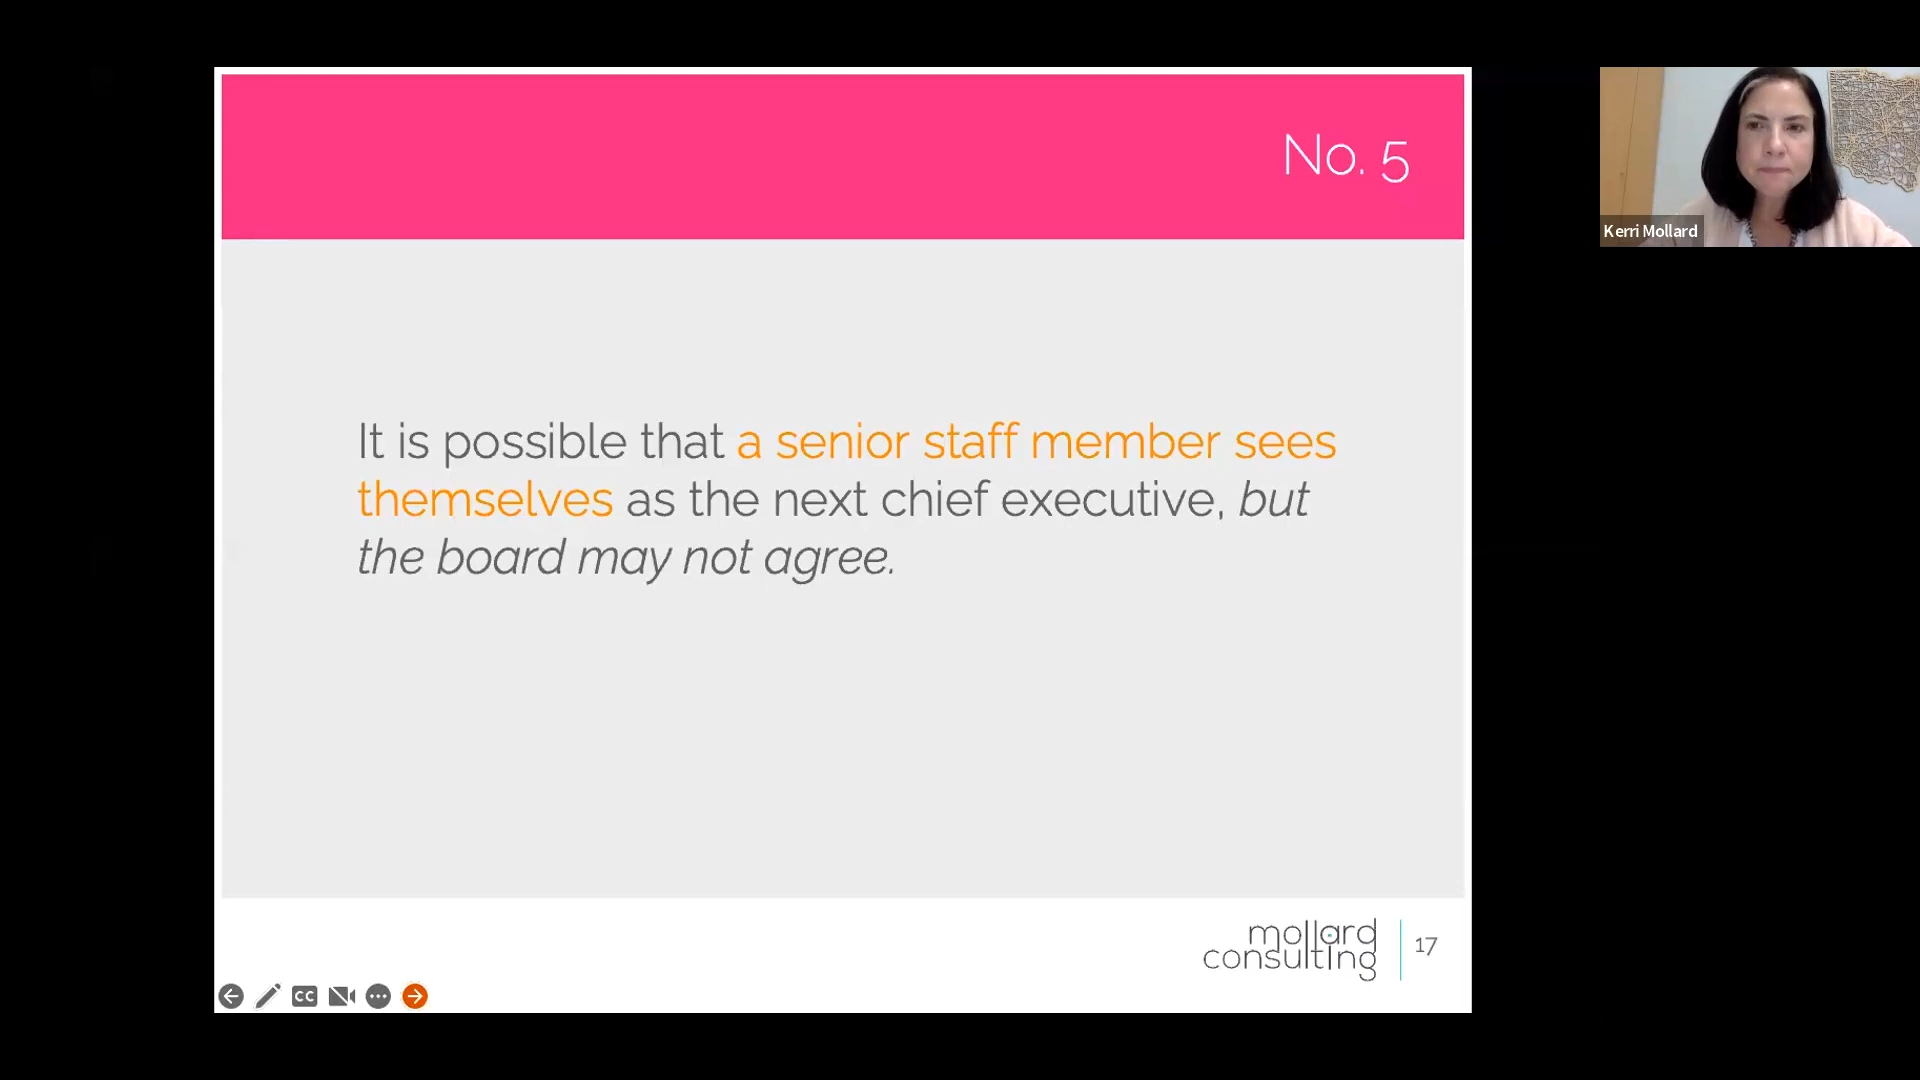 No. 5
Kerri Mollard
It is possible that a senior staff member sees
themselves as the next chief executive, but
the board may not agree.
mollard
consulting
17
CC